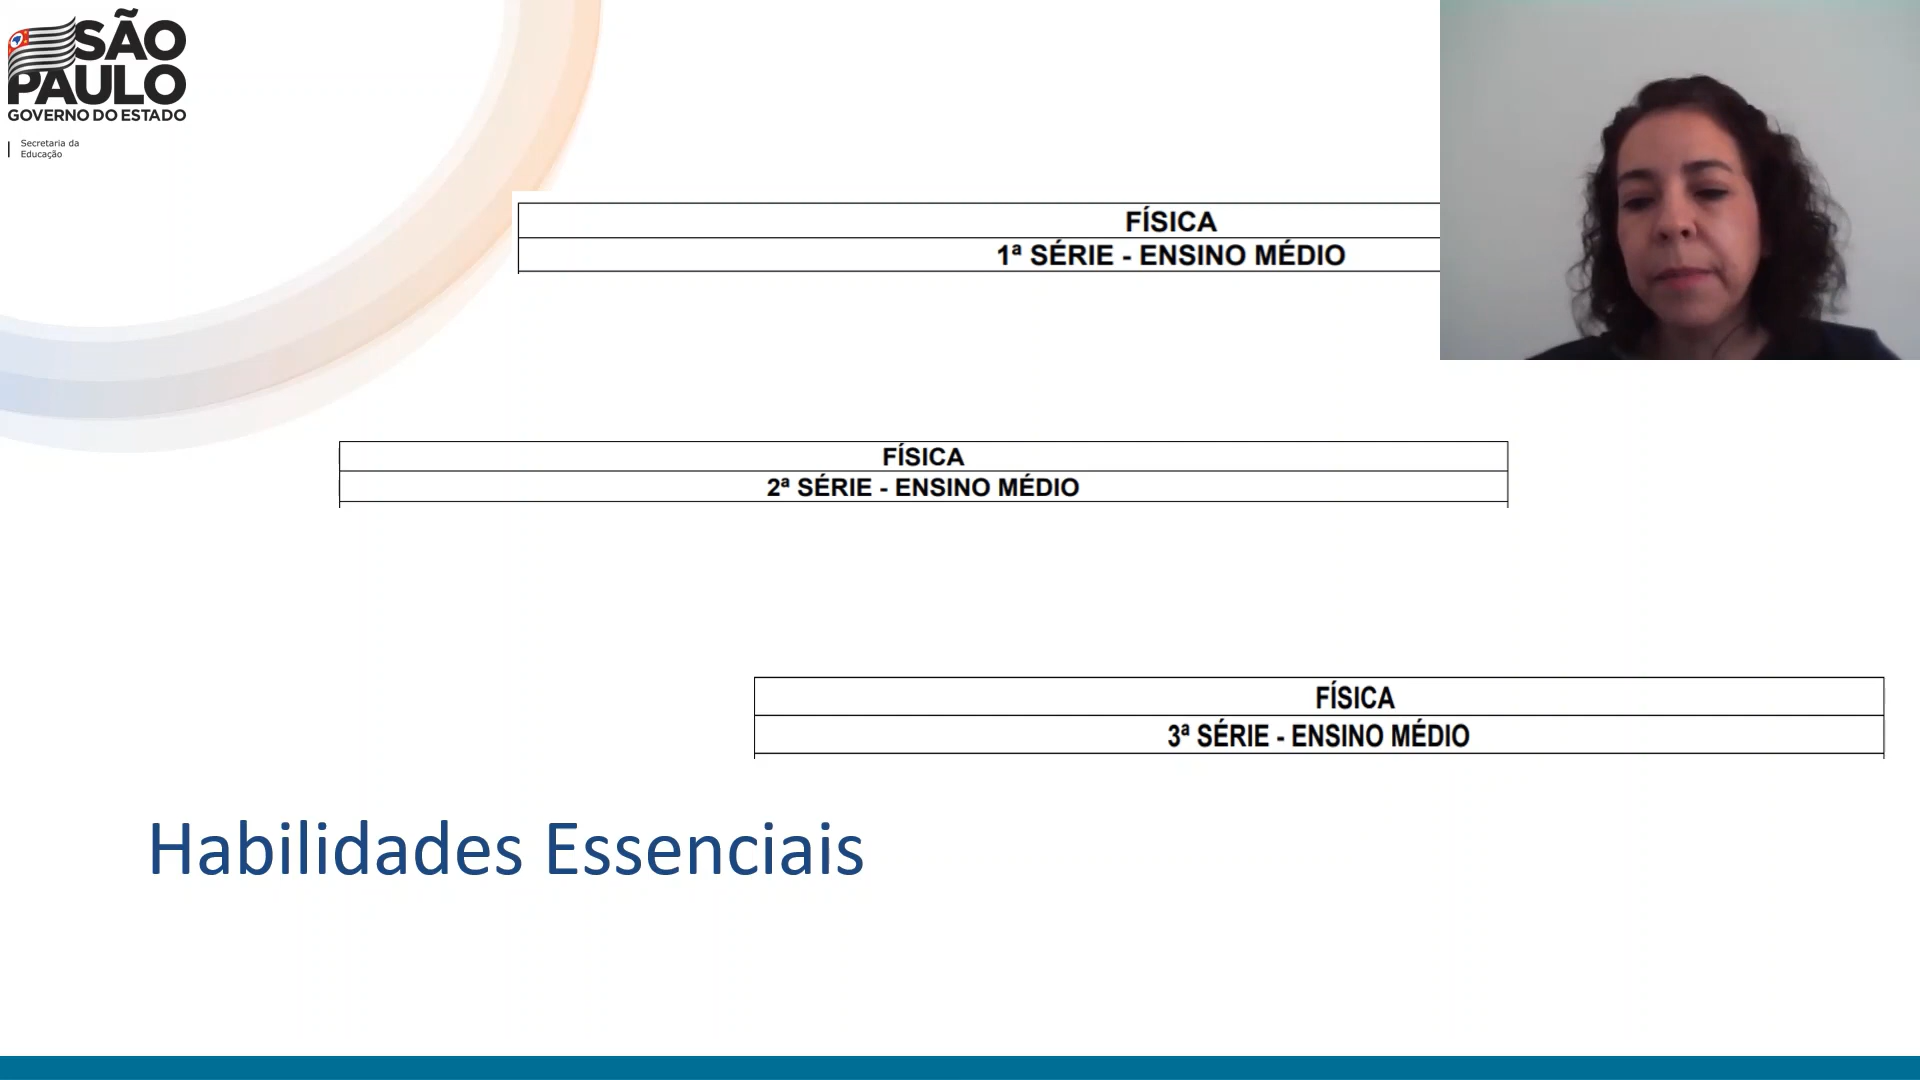 SÃO
PAULO
GOVERNO DO ESTADO
Secretaria da
Educação
FÍSICA
1ª SÉRIE - ENSINO MÉDIO
FÍSICA
2ª SÉRIE - ENSINO MÉDIO
FÍSICA
3ª SÉRIE - ENSINO MÉDIO
Habilidades Essenciais